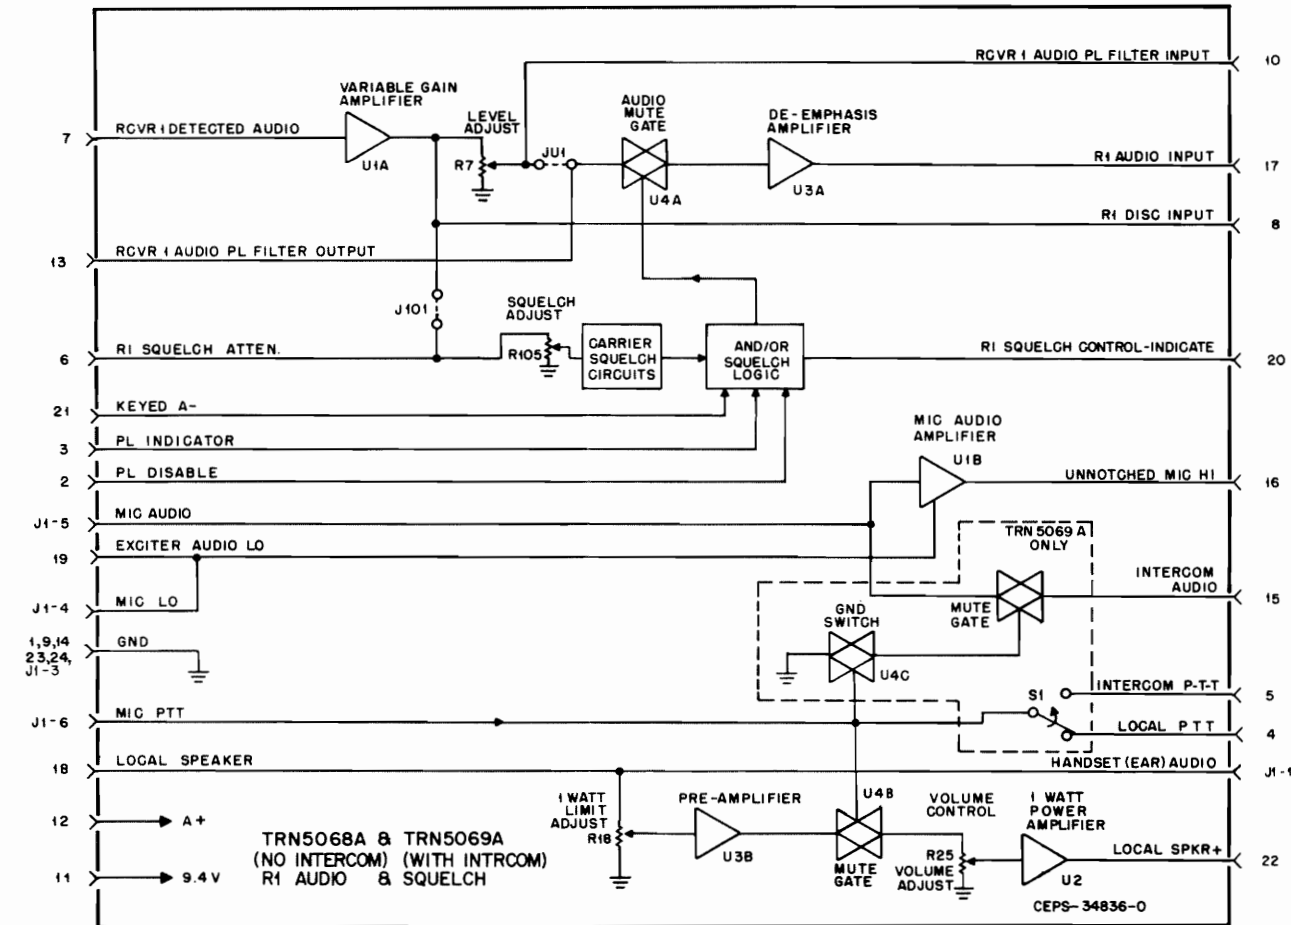 RCVR 1 AUDIO PL FILTER INPUT
10
VARIABLE GAIN
AMPLIFIER
LEVEL
ADJUST
AUDIO
MUTE
GATE
DE-EMPHASIS
AMPLIFIER
7
RCVR 1 DETECTED AUDIO
U1A
R7
JU1
U4A
U3A
R1 AUDIO INPUT
17
R1 DISC INPUT
8
13
RCVR 1 AUDIO PL FILTER OUTPUT
J101
SQUELCH
ADJUST
6
R1 SQUELCH ATTEN.
R105
CARRIER
SQUELCH
CIRCUITS
AND/OR
SQUELCH
LOGIC
R1 SQUELCH CONTROL-INDICATE
20
21
KEYED A-
3
PL INDICATOR
2
PL DISABLE
MIC AUDIO
AMPLIFIER
U1B
UNNOTCHED MIC HI
16
J1-5
MIC AUDIO
19
EXCITER AUDIO LO
TRN5069A
ONLY
J1-4
MIC LO
INTERCOM
AUDIO
15
MUTE
GATE
1,9,14
23,24,
J1-3
GND
GND
SWITCH
U4C
S1
INTERCOM P-T-T
5
J1-6
MIC PTT
LOCAL PTT
4
18
LOCAL SPEAKER
HANDSET (EAR) AUDIO
J1-1
1 WATT
LIMIT
ADJUST
R18
PRE-AMPLIFIER
U3B
U4B
MUTE
GATE
VOLUME
CONTROL
R25
VOLUME
ADJUST
1 WATT
POWER
AMPLIFIER
U2
LOCAL SPKR+
22
12
A+
11
9.4 V
TRN5068A & TRN5069A
(NO INTERCOM) (WITH INTRCOM)
R1 AUDIO & SQUELCH
CEPS-34836-O